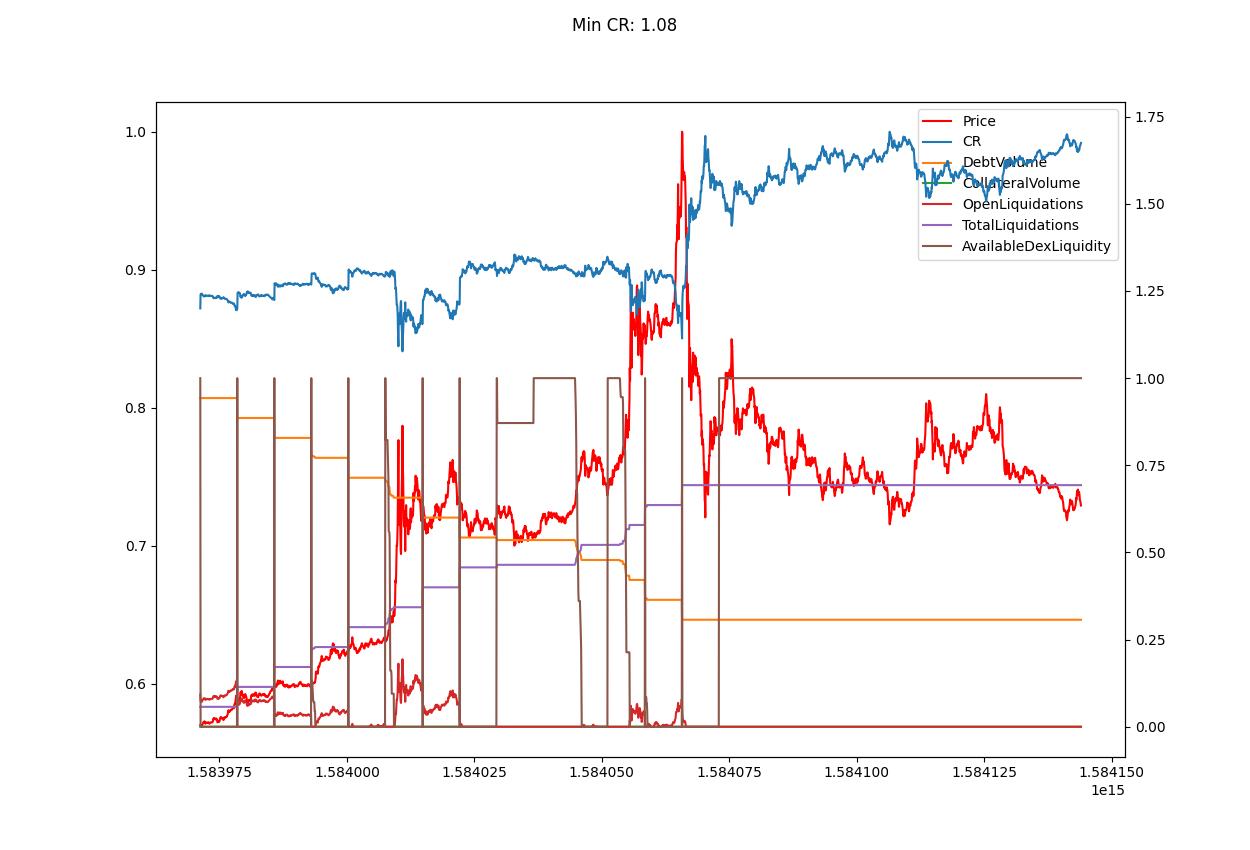 Min CR: 1.08
1.0
0.9
0.8
0.7
0.6
1.75
1.50
1.25
1.00
0.75
0.50
0.25
0.00
Price
CR
DebtVolume
CollateralVolume
OpenLiquidations
TotalLiquidations
AvailableDexLiquidity
1.583975 1.584000 1.584025 1.584050 1.584075 1.584100 1.584125 1.584150
1e15